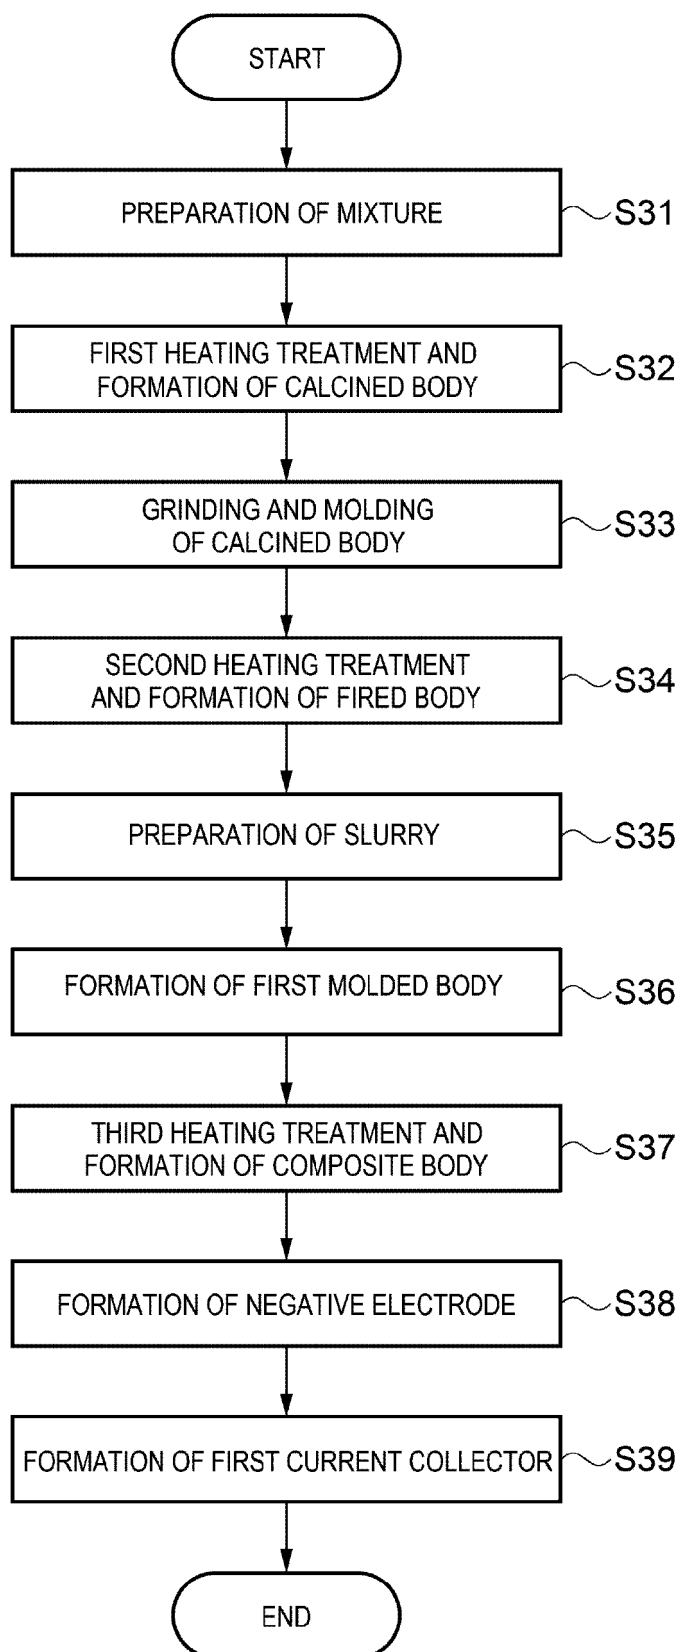 START
PREPARATION OF MIXTURE
S31
FIRST HEATING TREATMENT AND
FORMATION OF CALCINED BODY
S32
GRINDING AND MOLDING
OF CALCINED BODY
S33
SECOND HEATING TREATMENT
AND FORMATION OF FIRED BODY
S34
PREPARATION OF SLURRY
S35
FORMATION OF FIRST MOLDED BODY
S36
THIRD HEATING TREATMENT AND
FORMATION OF COMPOSITE BODY
S37
FORMATION OF NEGATIVE ELECTRODE
S38
FORMATION OF FIRST CURRENT COLLECTOR
S39
END